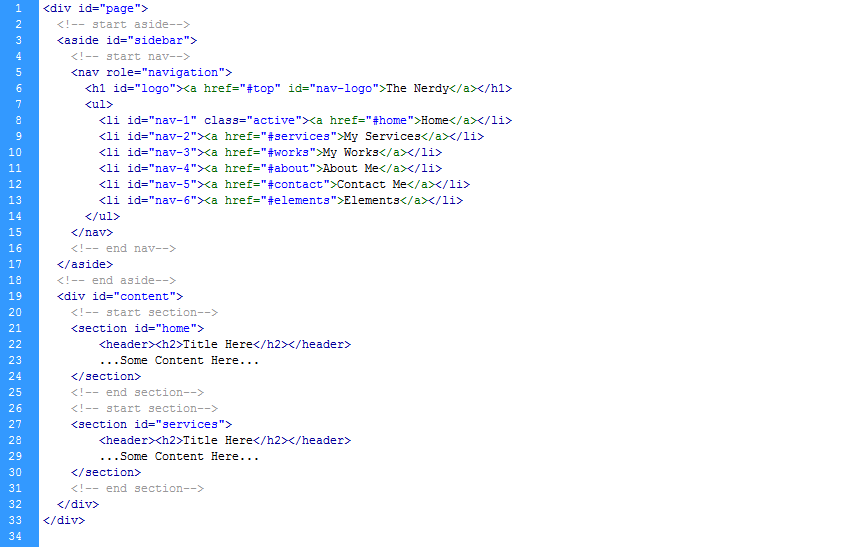 1 <div id="page">
2 <!-- start aside-->
3 <aside id="sidebar">
4 <!-- start nav-->
5 <nav role="navigation">
6 <h1 id="logo"><a href="#top" id="nav-logo">The Nerdy</a></h1>
7 <ul>
8 <li id="nav-1" class="active"><a href="#home">Home</a></li>
9 <li id="nav-2"><a href="#services">My Services</a></li>
10 <li id="nav-3"><a href="#works">My Works</a></li>
11 <li id="nav-4"><a href="#about">About Me</a></li>
12 <li id="nav-5"><a href="#contact">Contact Me</a></li>
13 <li id="nav-6"><a href="#elements">Elements</a></li>
14 </ul>
15 </nav>
16 <!-- end nav-->
17 </aside>
18 <!-- end aside-->
19 <div id="content">
20 <!-- start section-->
21 <section id="home">
22 <header><h2>Title Here</h2></header>
23 ...Some Content Here...
24 </section>
25 <!-- end section-->
26 <!-- start section-->
27 <section id="services">
28 <header><h2>Title Here</h2></header>
29 ...Some Content Here...
30 </section>
31 <!-- end section-->
32 </div>
33 </div>
34